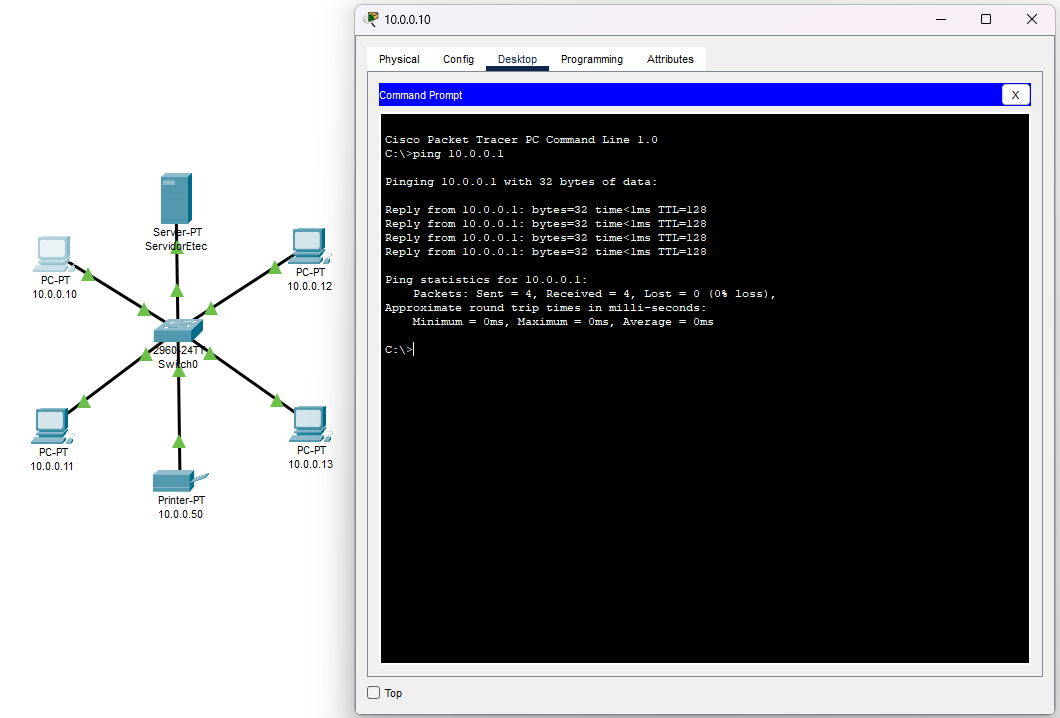 10.0.0.10
Physical Config Desktop Programming Attributes
Command Prompt X
Cisco Packet Tracer PC Command Line 1.0
C:\>ping 10.0.0.1
Pinging 10.0.0.1 with 32 bytes of data:
Reply from 10.0.0.1: bytes=32 time<1ms TTL=128
Reply from 10.0.0.1: bytes=32 time<1ms TTL=128
Reply from 10.0.0.1: bytes=32 time<1ms TTL=128
Reply from 10.0.0.1: bytes=32 time<1ms TTL=128
Ping statistics for 10.0.0.1:
Packets: Sent = 4, Received = 4, Lost = 0 (0% loss),
Approximate round trip times in milli-seconds:
Minimum = 0ms, Maximum = 0ms, Average = 0ms
C:\>
Top
Server-PT
ServidorEtec
PC-PT
10.0.0.10
PC-PT
10.0.0.12
2960-24TT
Switch0
PC-PT
10.0.0.11
PC-PT
10.0.0.13
Printer-PT
10.0.0.50